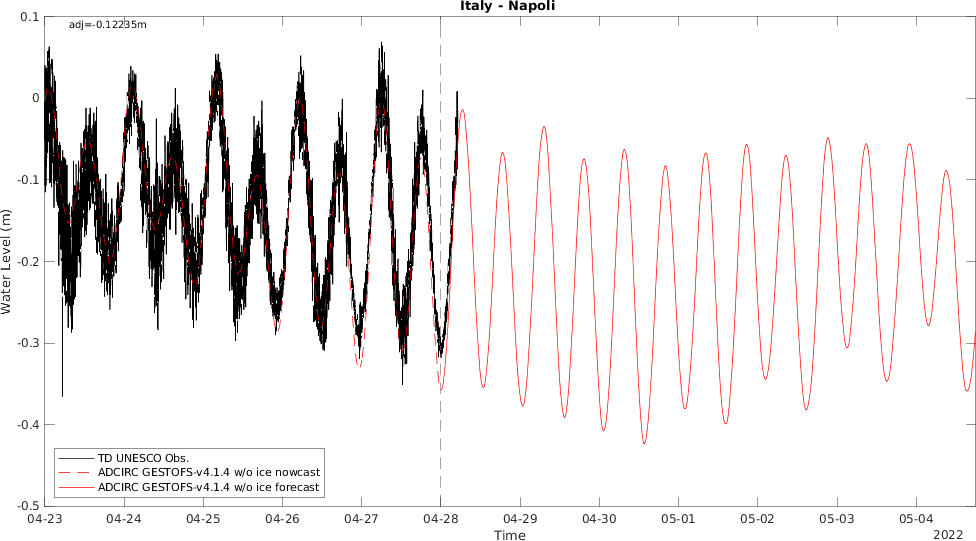 Italy - Napoli
adj=-0.12235m
0.1
0
-0.1
-0.2
-0.3
-0.4
-0.5
Water Level (m)
TD UNESCO Obs.
ADCIRC GESTOFS-v4.1.4 w/o ice nowcast
ADCIRC GESTOFS-v4.1.4 w/o ice forecast
04-23 04-24 04-25 04-26 04-27 04-28 04-29 04-30 05-01 05-02 05-03 05-04
Time
2022